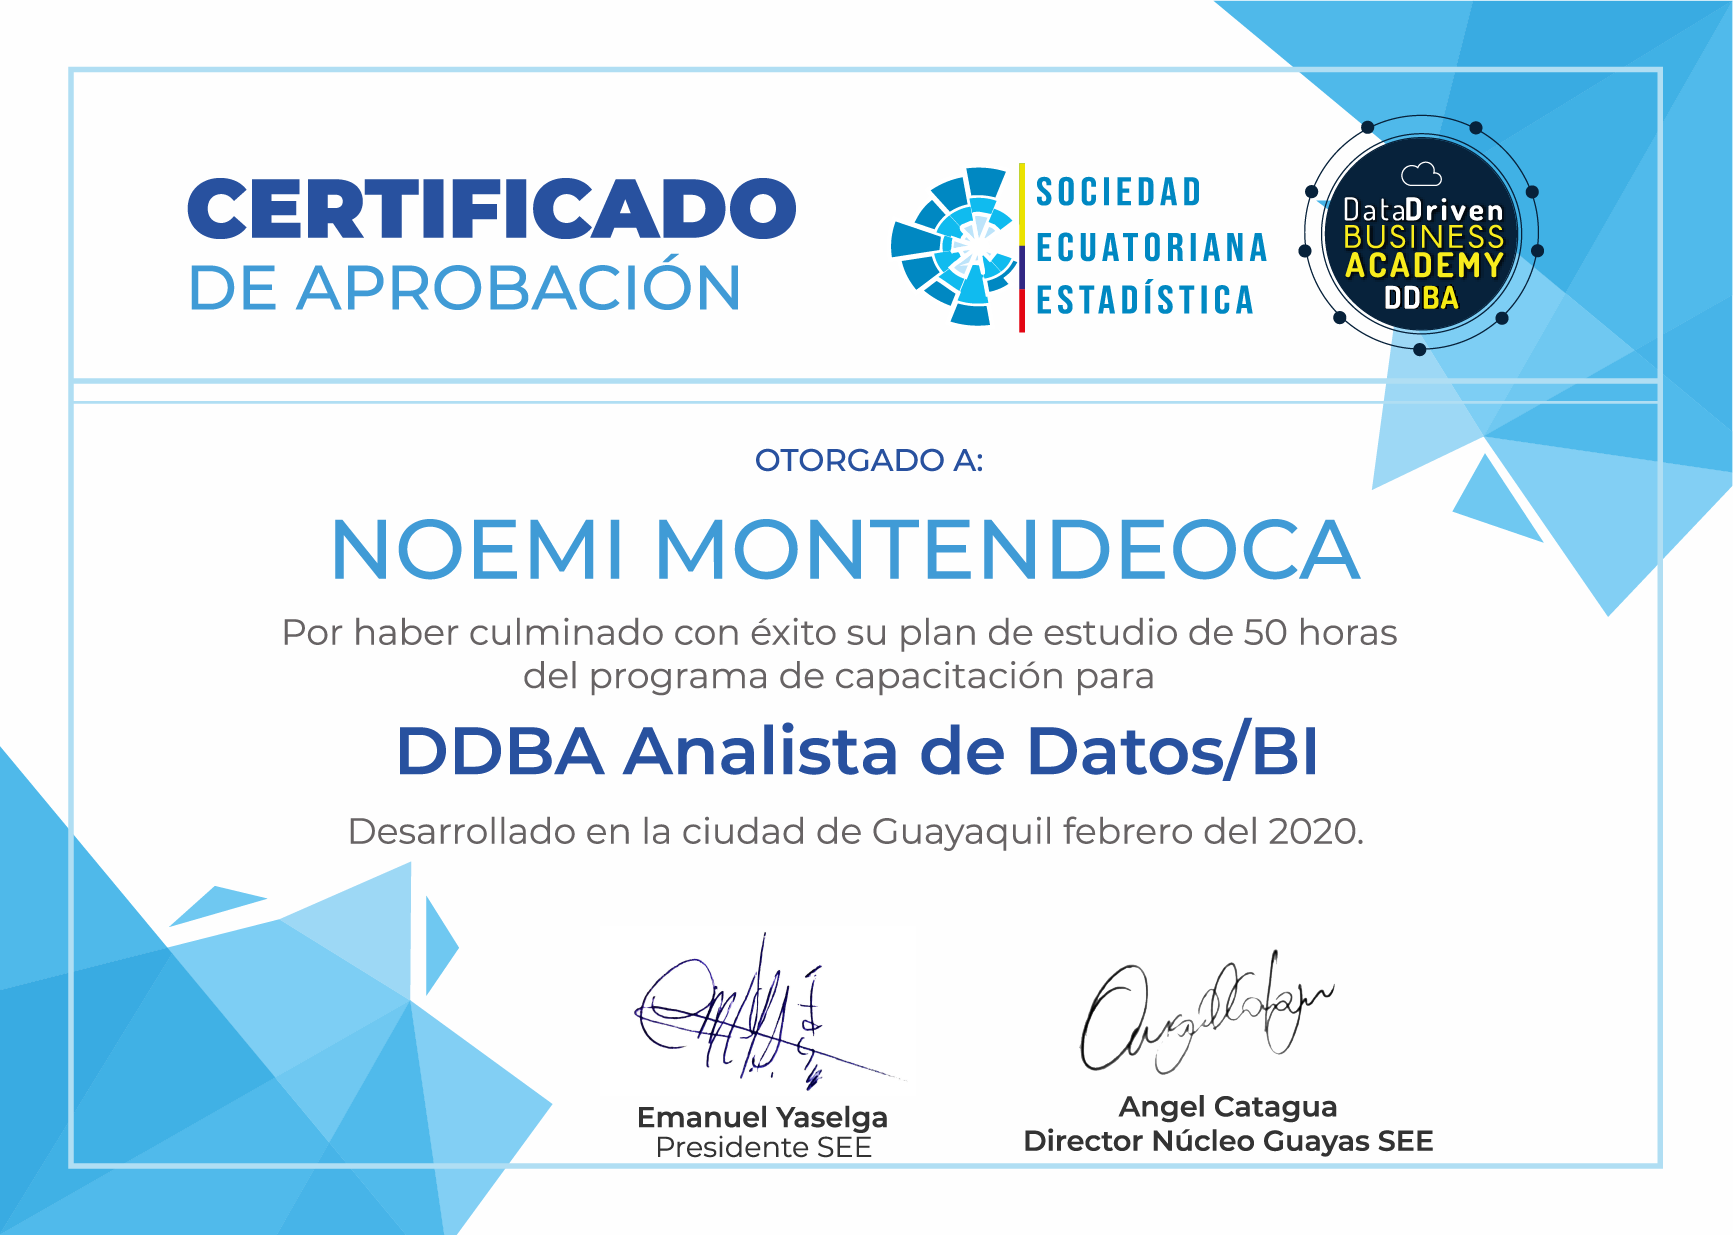 CERTIFICADO
DE APROBACIÓN
SOCIEDAD
ECUATORIANA
ESTADÍSTICA
DataDriven
BUSINESS
ACADEMY
DDBA
OTORGADO A:
NOEMI MONTENDEOCA
Por haber culminado con éxito su plan de estudio de 50 horas
del programa de capacitación para
DDBA Analista de Datos/BI
Desarrollado en la ciudad de Guayaquil febrero del 2020.
Emanuel Yaselga
Presidente SEE
Angel Catagua
Director Núcleo Guayas SEE